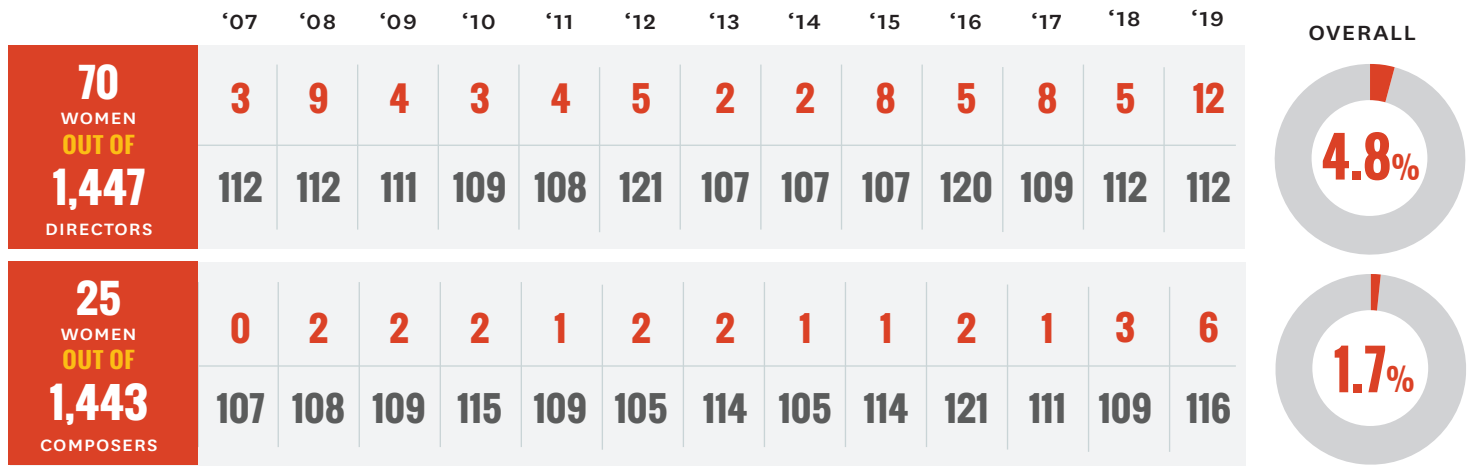 ‘07 ‘08 ‘09 ‘10 ‘11 ‘12 ‘13 ‘14 ‘15 ‘16 ‘17 ‘18 ‘19
OVERALL
70
WOMEN
OUT OF
1,447
DIRECTORS
3 9 4 3 4 5 2 2 8 5 8 5 12
112 112 111 109 108 121 107 107 107 120 109 112 112
4.8%
25
WOMEN
OUT OF
1,443
COMPOSERS
0 2 2 2 1 2 2 1 1 2 1 3 6
107 108 109 115 109 105 114 105 114 121 111 109 116
1.7%